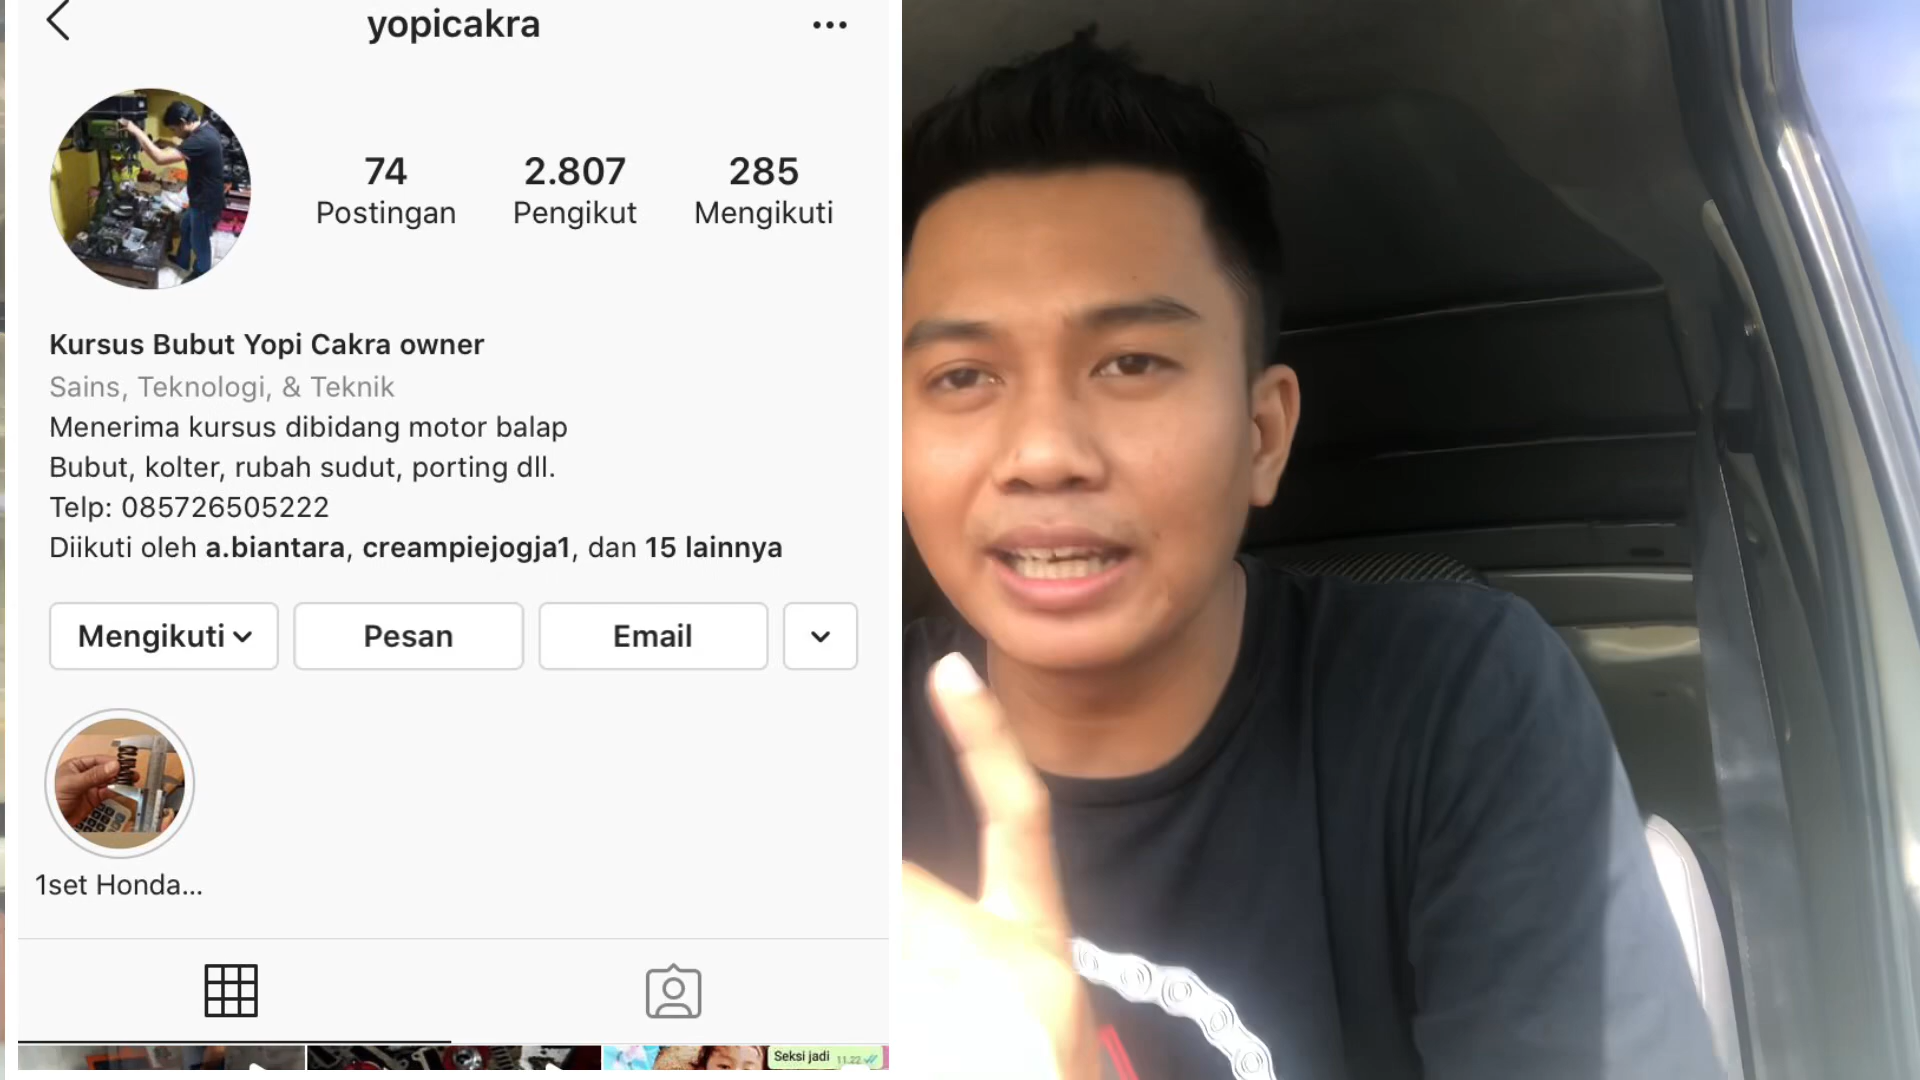 yopicakra
74
Postingan
2.807
Pengikut
285
Mengikuti
Kursus Bubut Yopi Cakra owner
Sains, Teknologi, & Teknik
Menerima kursus dibidang motor balap
Bubut, kolter, rubah sudut, porting dll.
Telp: 085726505222
Diikuti oleh a.biantara, creampiejogja1, dan 15 lainnya
Mengikuti
Pesan
Email
1set Honda...
Seksi jadi 11.22